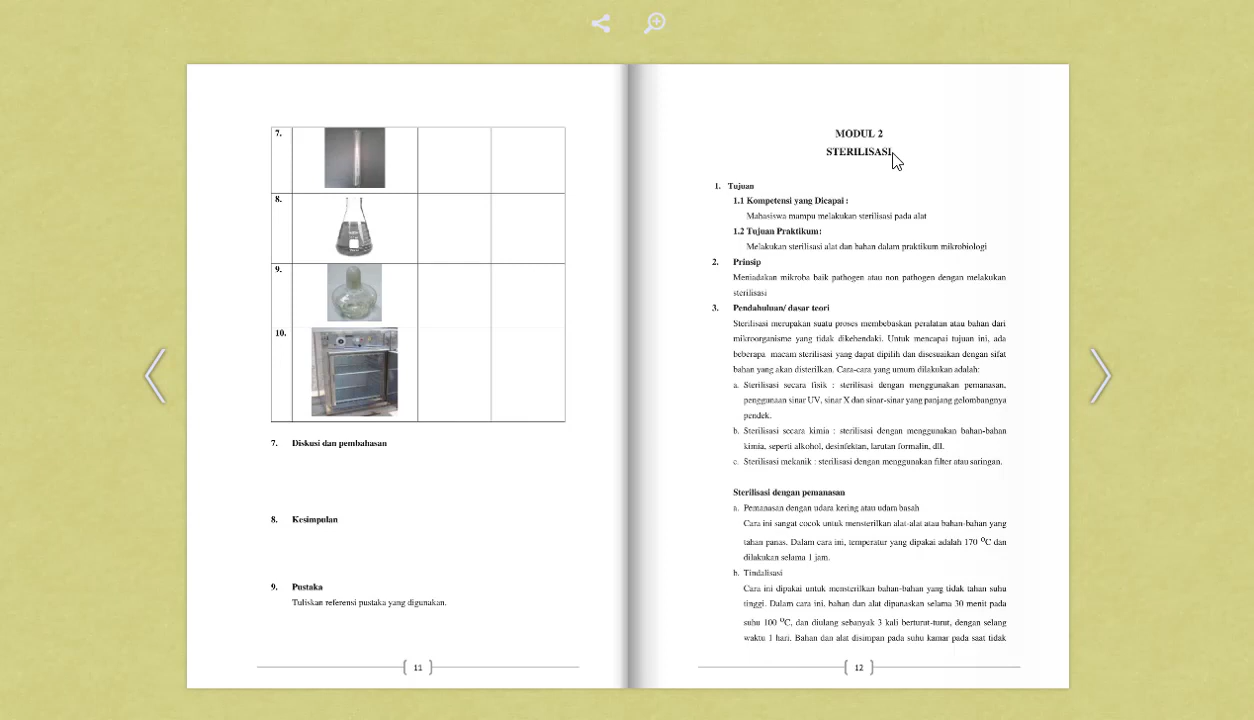 7.
8.
9.
10.
7. Diskusi dan pembahasan
8. Kesimpulan
9. Pustaka
Tuliskan referensi pustaka yang digunakan.
11
MODUL 2
STERILISASI
1. Tujuan
1.1 Kompetensi yang Dicapai :
Mahasiswa mampu melakukan sterilisasi pada alat
1.2 Tujuan Praktikum:
Melakukan sterilisasi alat dan bahan dalam praktikum mikrobiologi
2. Prinsip
Meniadakan mikroba baik pathogen atau non pathogen dengan melakukan
sterilisasi
3. Pendahuluan/ dasar teori
Sterilisasi merupakan suatu proses membebaskan peralatan atau bahan dari
mikroorganisme yang tidak dikehendaki. Untuk mencapai tujuan ini, ada
beberapa macam sterilisasi yang dapat dipilih dan disesuaikan dengan sifat
bahan yang akan disterilkan. Cara-cara yang umum dilakukan adalah:
a. Sterilisasi secara fisik : sterilisasi dengan menggunakan pemanasan,
penggunaan sinar UV, sinar X dan sinar-sinar yang panjang gelombangnya
pendek.
b. Sterilisasi secara kimia : sterilisasi dengan menggunakan bahan-bahan
kimia, seperti alkohol, desinfektan, larutan formalin, dll.
c. Sterilisasi mekanik : sterilisasi dengan menggunakan filter atau saringan.
Sterilisasi dengan pemanasan
a. Pemanasan dengan udara kering atau udara basah
Cara ini sangat cocok untuk mensterilkan alat-alat atau bahan-bahan yang
tahan panas. Dalam cara ini, temperatur yang dipakai adalah 170 °C dan
dilakukan selama 1 jam.
b. Tindalisasi
Cara ini dipakai untuk mensterilkan bahan-bahan yang tidak tahan suhu
tinggi. Dalam cara ini, bahan dan alat dipanaskan selama 30 menit pada
suhu 100 °C, dan diulang sebanyak 3 kali berturut-turut, dengan selang
waktu 1 hari. Bahan dan alat disimpan pada suhu kamar pada saat tidak
12